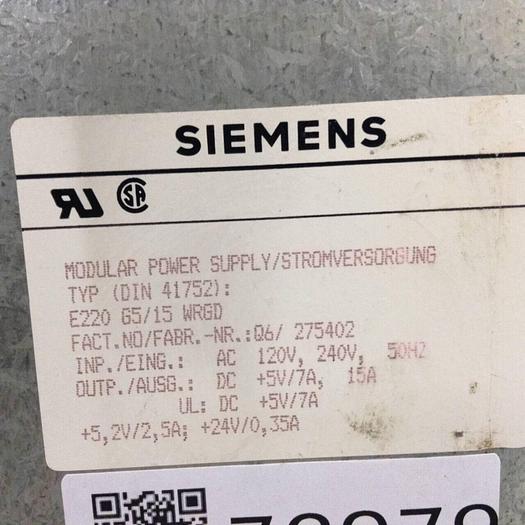 SIEMENS
MODULAR POWER SUPPLY/STROMVERSORGUNG
TYP (DIN 41752):
E220 G5/15 WRGD
FACT.NO/FABR.-NR.:Q6/ 275402
INP./EING.: AC 120V, 240V, 50HZ
OUTP./AUSG.: DC +5V/7A, 15A
UL: DC +5V/7A
+5,2V/2,5A; +24V/0,35A